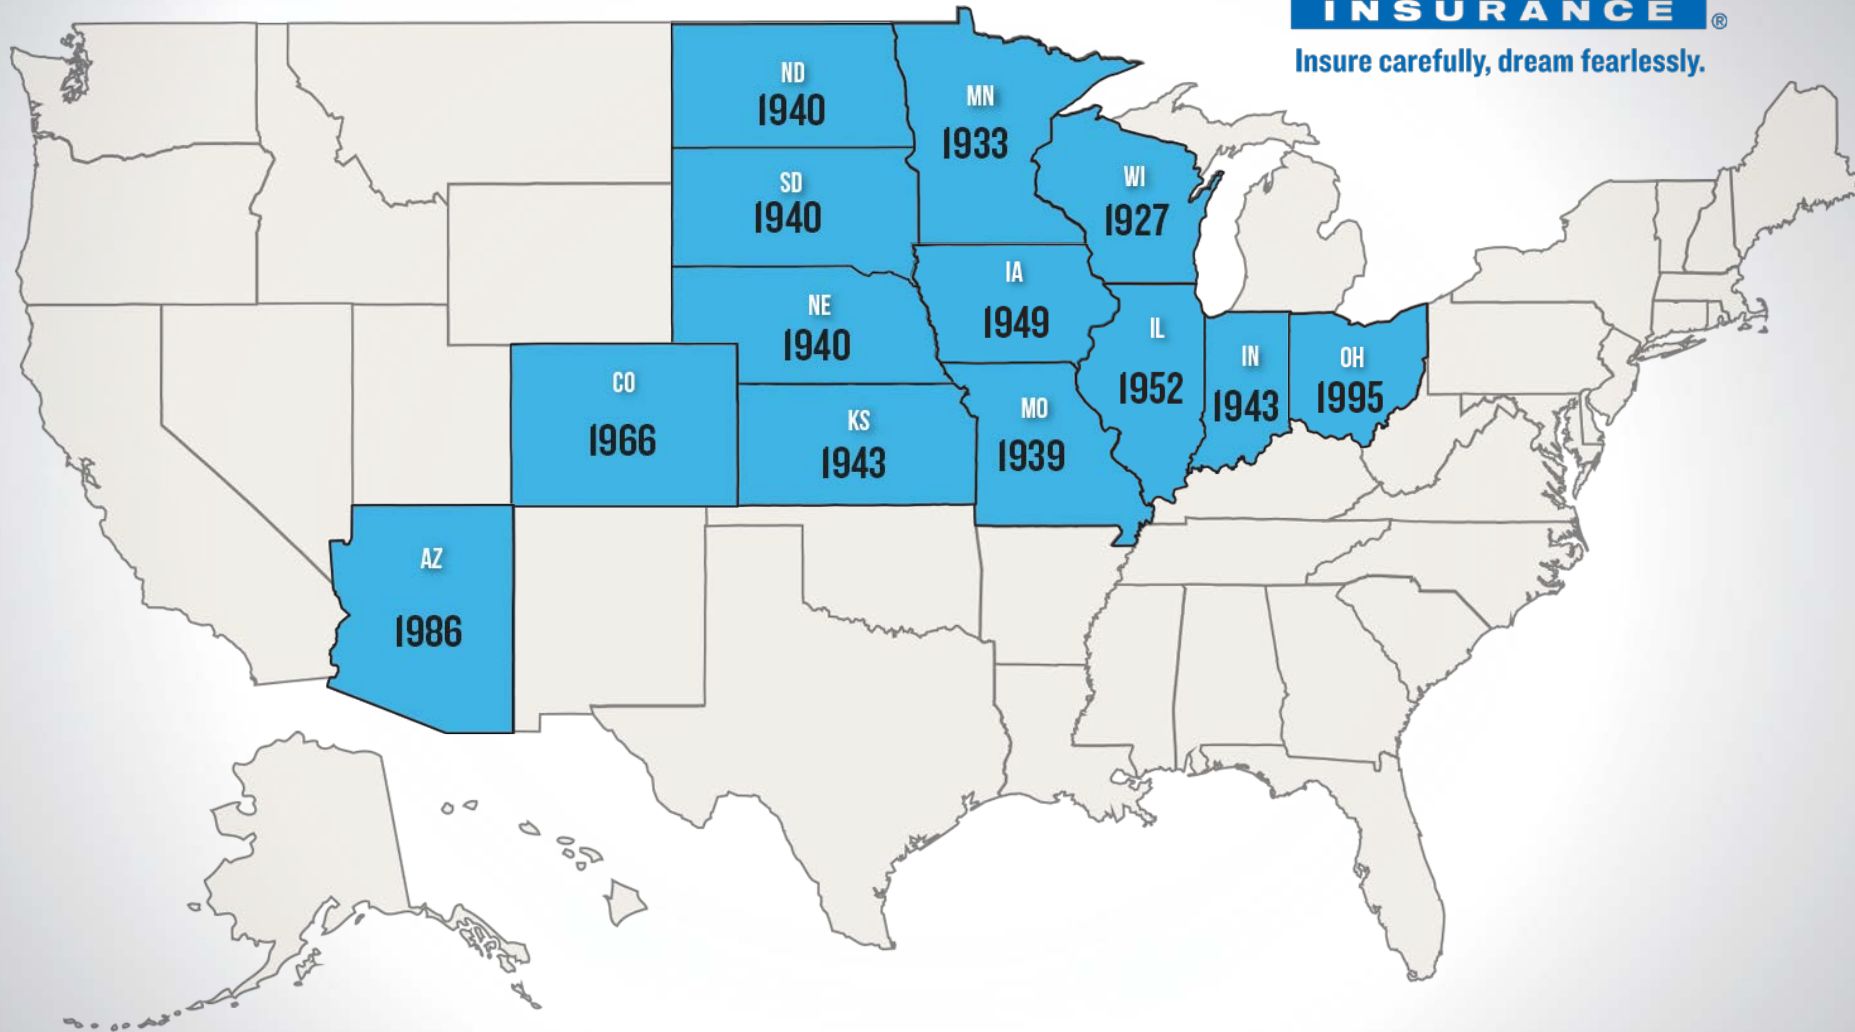 INSURANCE ®
Insure carefully, dream fearlessly.
ND
1940
MN
1933
SD
1940
WI
1927
NE
1940
IA
1949
IL
1952
IN
1943
OH
1995
CO
1966
KS
1943
MO
1939
AZ
1986